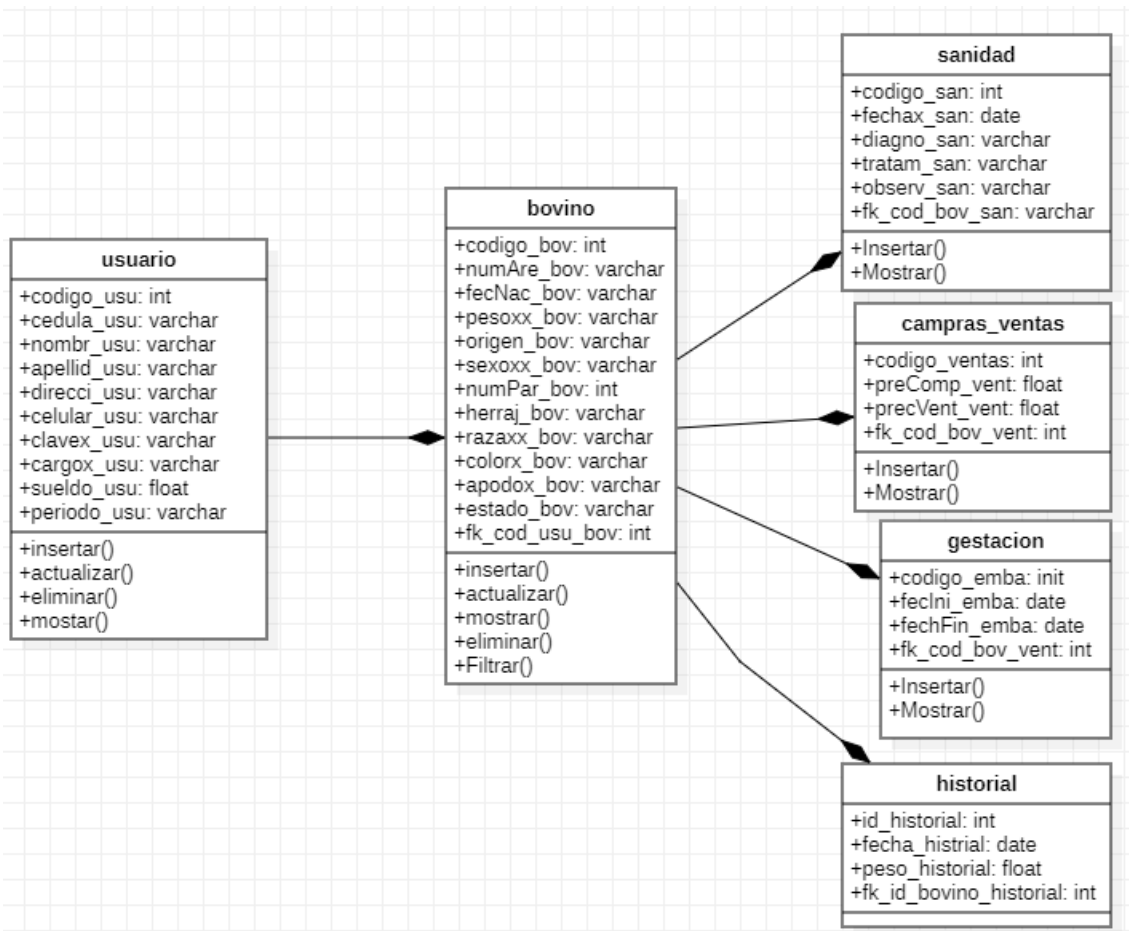 usuario
+codigo_usu: int
+cedula_usu: varchar
+nombr_usu: varchar
+apellid_usu: varchar
+direcci_usu: varchar
+celular_usu: varchar
+clavex_usu: varchar
+cargox_usu: varchar
+sueldo_usu: float
+periodo_usu: varchar
+insertar()
+actualizar()
+eliminar()
+mostar()
bovino
+codigo_bov: int
+numAre_bov: varchar
+fecNac_bov: varchar
+pesoxx_bov: varchar
+origen_bov: varchar
+sexoxx_bov: varchar
+numPar_bov: int
+herraj_bov: varchar
+razaxx_bov: varchar
+colorx_bov: varchar
+apodox_bov: varchar
+estado_bov: varchar
+fk_cod_usu_bov: int
+insertar()
+actualizar()
+mostrar()
+eliminar()
+Filtrar()
sanidad
+codigo_san: int
+fechax_san: date
+diagno_san: varchar
+tratam_san: varchar
+observ_san: varchar
+fk_cod_bov_san: varchar
+Insertar()
+Mostrar()
campras_ventas
+codigo_ventas: int
+preComp_vent: float
+precVent_vent: float
+fk_cod_bov_vent: int
+Insertar()
+Mostrar()
gestacion
+codigo_emba: init
+fecIni_emba: date
+fechFin_emba: date
+fk_cod_bov_vent: int
+Insertar()
+Mostrar()
historial
+id_historial: int
+fecha_histrial: date
+peso_historial: float
+fk_id_bovino_historial: int